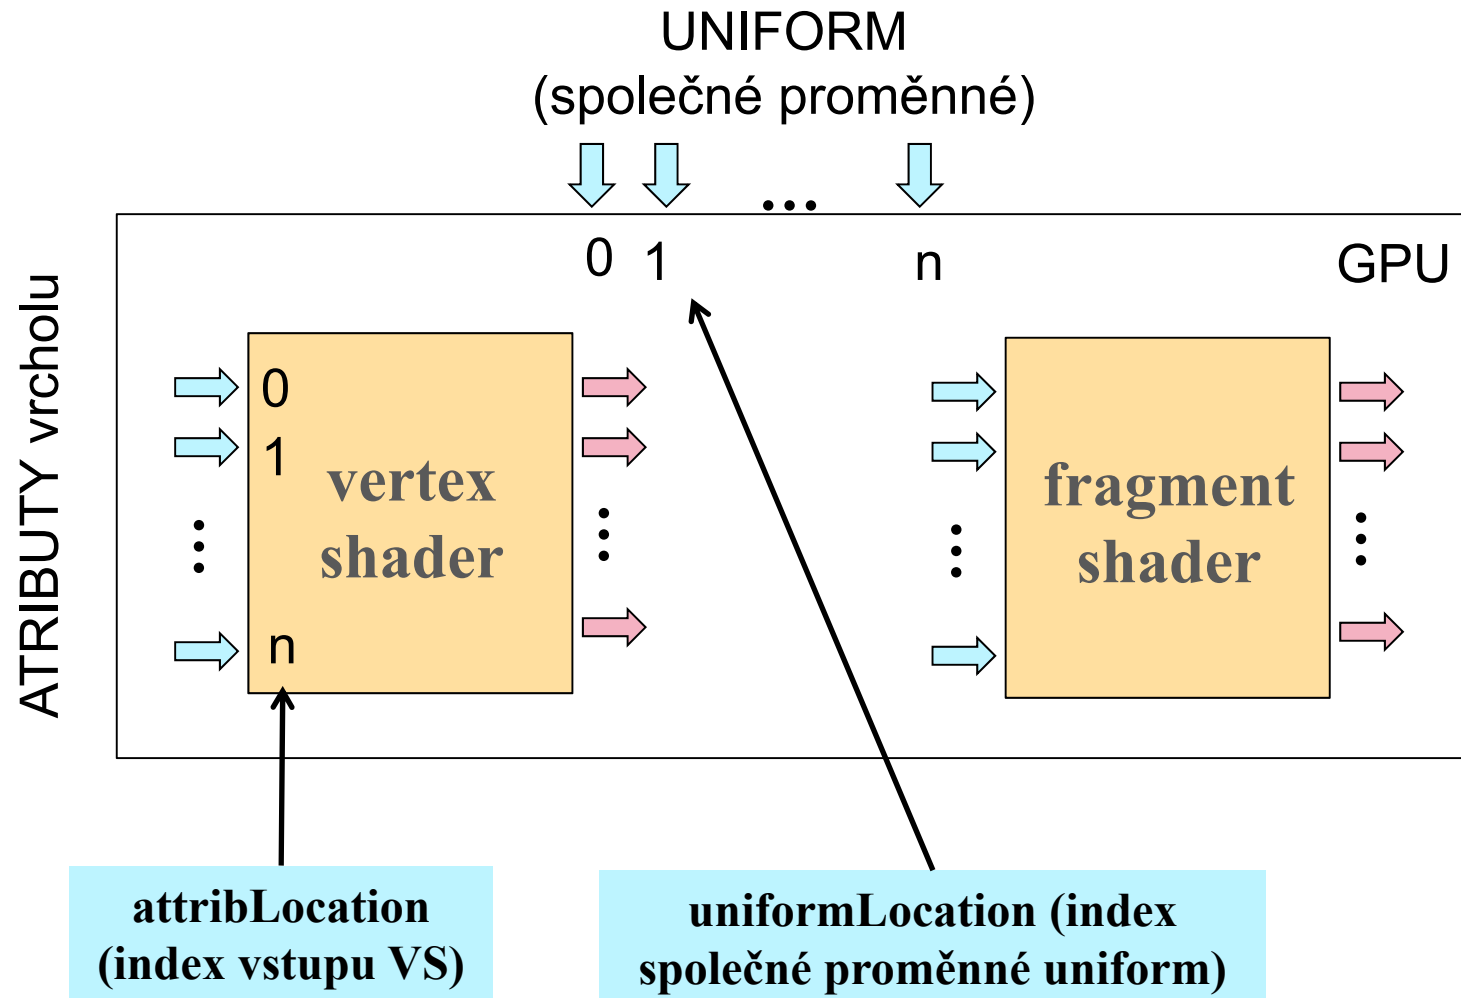 UNIFORM
(společné proměnné)
...
0 1 n
GPU
ATRIBUTY vrcholu
0
1
n
vertex
shader
fragment
shader
attribLocation
(index vstupu VS)
uniformLocation (index
společné proměnné uniform)